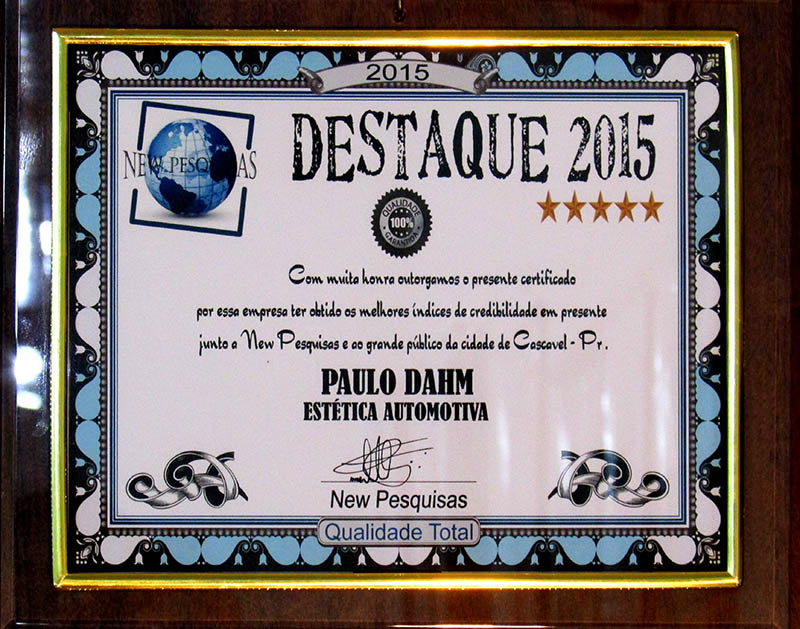 2015
NEW PESQUISAS
DESTAQUE 2015
QUALIDADE
100%
GARANTIDA
Com muita honra outorgamos o presente certificado
por essa empresa ter obtido os melhores índices de credibilidade em presente
junto a New Pesquisas e ao grande público da cidade de Cascavel - Pr.
PAULO DAHM
ESTÉTICA AUTOMOTIVA
New Pesquisas
Qualidade Total